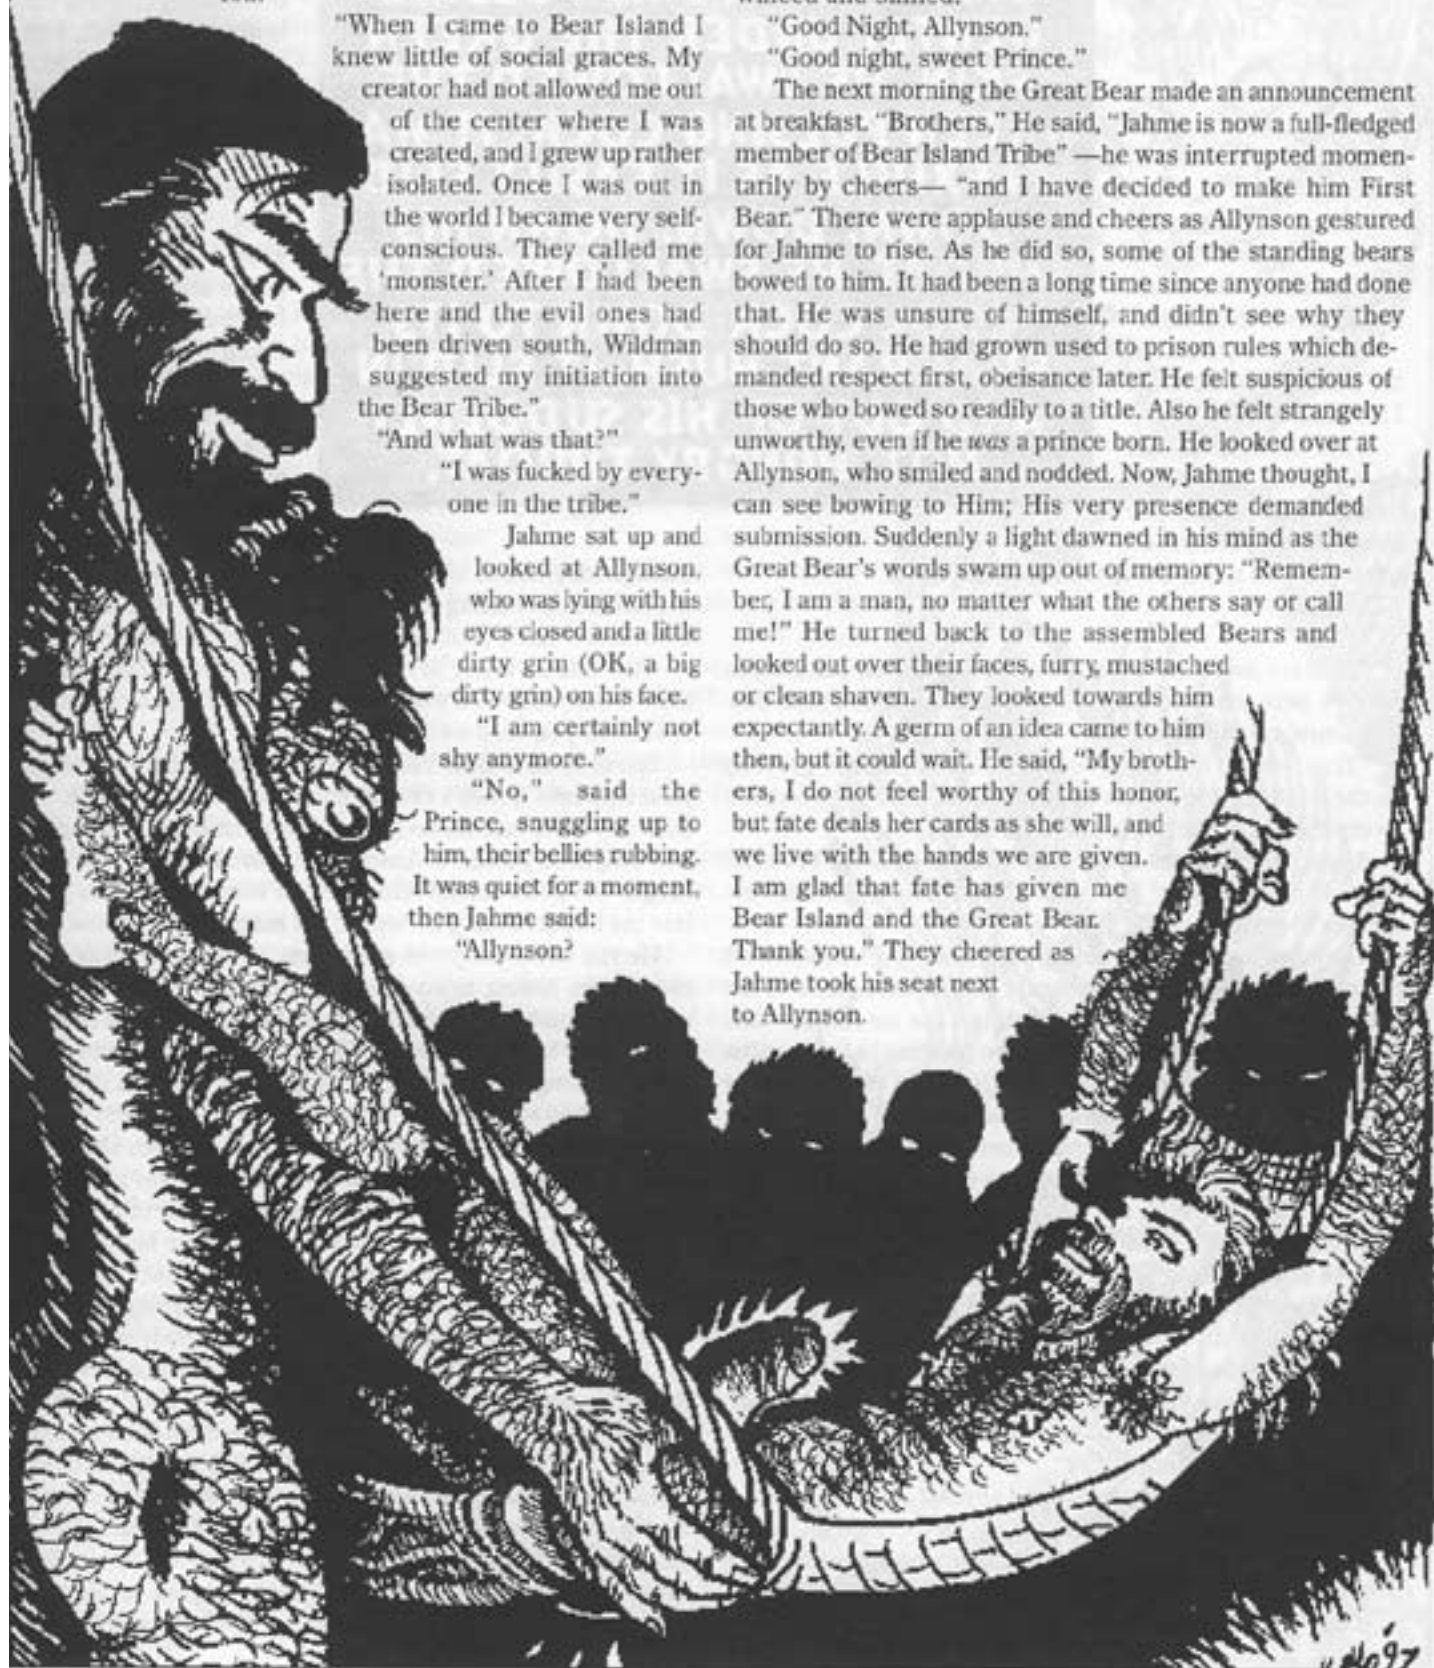 "When I came to Bear Island I
knew little of social graces. My
creator had not allowed me out
of the center where I was
created, and I grew up rather
isolated. Once I was out in
the world I became very self-
conscious. They called me
'monster.' After I had been
here and the evil ones had
been driven south, Wildman
suggested my initiation into
the Bear Tribe."
"And what was that?"
"I was fucked by every-
one in the tribe."
Jahme sat up and
looked at Allynson,
who was lying with his
eyes closed and a little
dirty grin (OK, a big
dirty grin) on his face.
"I am certainly not
shy anymore."
"No," said the
Prince, snuggling up to
him, their bellies rubbing.
It was quiet for a moment,
then Jahme said:
"Allynson?
"Good Night, Allynson."
"Good night, sweet Prince."
The next morning the Great Bear made an announcement
at breakfast. "Brothers," He said, "Jahme is now a full-fledged
member of Bear Island Tribe" —he was interrupted momen-
tarily by cheers— "and I have decided to make him First
Bear." There were applause and cheers as Allynson gestured
for Jahme to rise. As he did so, some of the standing bears
bowed to him. It had been a long time since anyone had done
that. He was unsure of himself, and didn't see why they
should do so. He had grown used to prison rules which de-
manded respect first, obeisance later. He felt suspicious of
those who bowed so readily to a title. Also he felt strangely
unworthy, even if he was a prince born. He looked over at
Allynson, who smiled and nodded. Now, Jahme thought, I
can see bowing to Him; His very presence demanded
submission. Suddenly a light dawned in his mind as the
Great Bear's words swam up out of memory: "Remem-
ber, I am a man, no matter what the others say or call
me!" He turned back to the assembled Bears and
looked out over their faces, furry, mustached
or clean shaven. They looked towards him
expectantly. A germ of an idea came to him
then, but it could wait. He said, "My broth-
ers, I do not feel worthy of this honor,
but fate deals her cards as she will, and
we live with the hands we are given.
I am glad that fate has given me
Bear Island and the Great Bear.
Thank you." They cheered as
Jahme took his seat next
to Allynson.